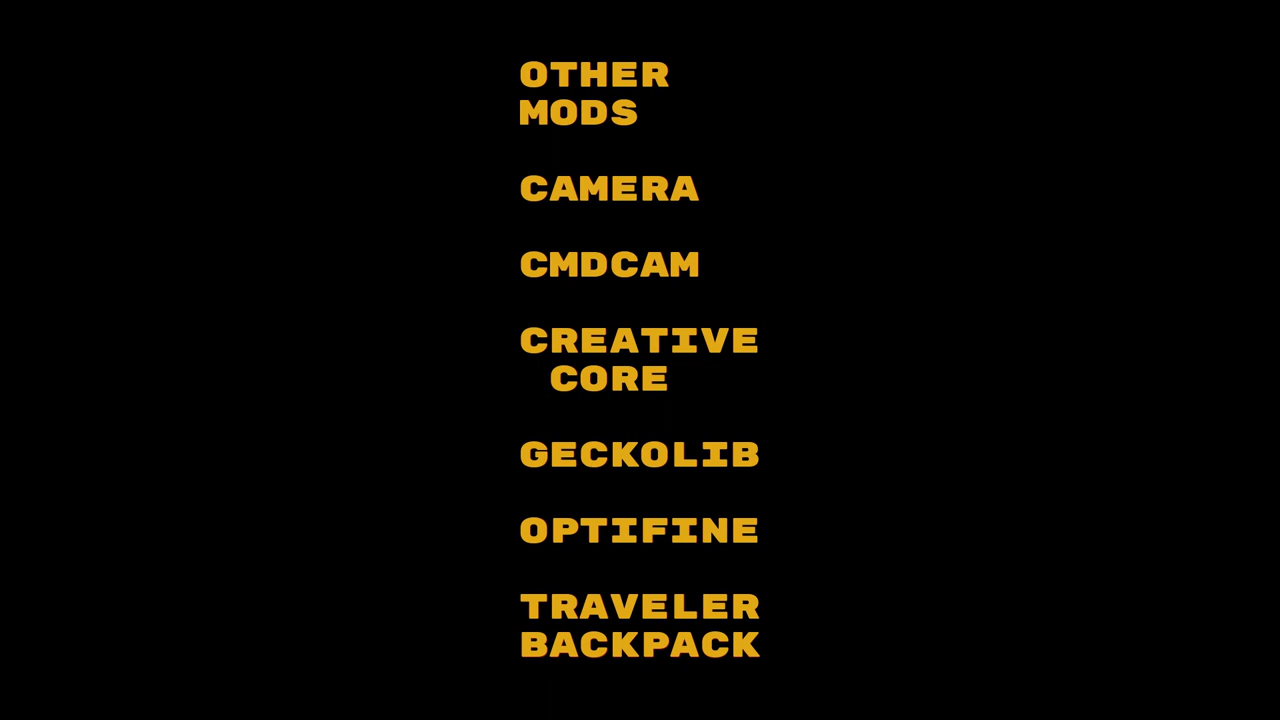 OTHER
MODS
CAMERA
CMDCAM
CREATIVE
CORE
GECKOLIB
OPTIFINE
TRAVELER
BACKPACK